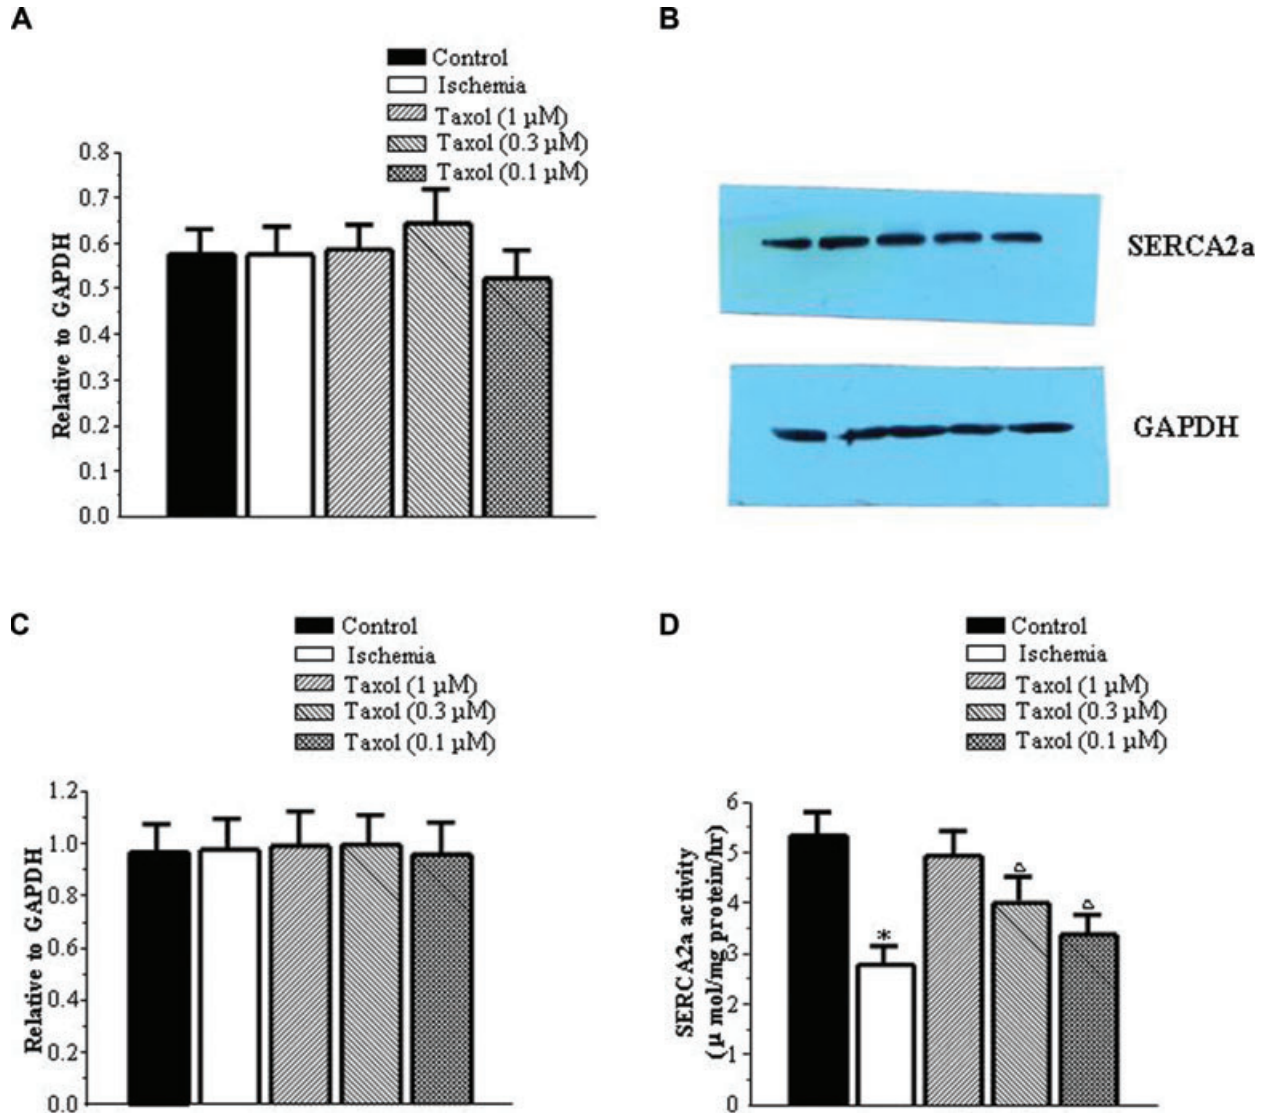 A
Control
Ischemia
Taxol (1 μM)
Taxol (0.3 μM)
Taxol (0.1 μM)
0.8
0.7
0.6
0.5
0.4
0.3
0.2
0.1
0.0
Relative to GAPDH
B
SERCA2a
GAPDH
C
Control
Ischemia
Taxol (1 μM)
Taxol (0.3 μM)
Taxol (0.1 μM)
1.2
1.0
0.8
0.6
0.4
0.2
0.0
Relative to GAPDH
D
Control
Ischemia
Taxol (1 μM)
Taxol (0.3 μM)
Taxol (0.1 μM)
6
5
4
3
2
1
0
SERCA2a activity
(μ mol/mg protein/hr)
*
Δ
Δ